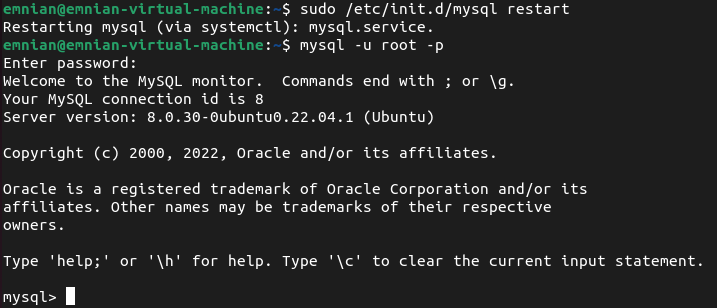 emnian@emnian-virtual-machine:~$ sudo /etc/init.d/mysql restart
Restarting mysql (via systemctl): mysql.service.
emnian@emnian-virtual-machine:~$ mysql -u root -p
Enter password:
Welcome to the MySQL monitor.  Commands end with ; or \g.
Your MySQL connection id is 8
Server version: 8.0.30-0ubuntu0.22.04.1 (Ubuntu)

Copyright (c) 2000, 2022, Oracle and/or its affiliates.

Oracle is a registered trademark of Oracle Corporation and/or its
affiliates. Other names may be trademarks of their respective
owners.

Type 'help;' or '\h' for help. Type '\c' to clear the current input statement.

mysql>